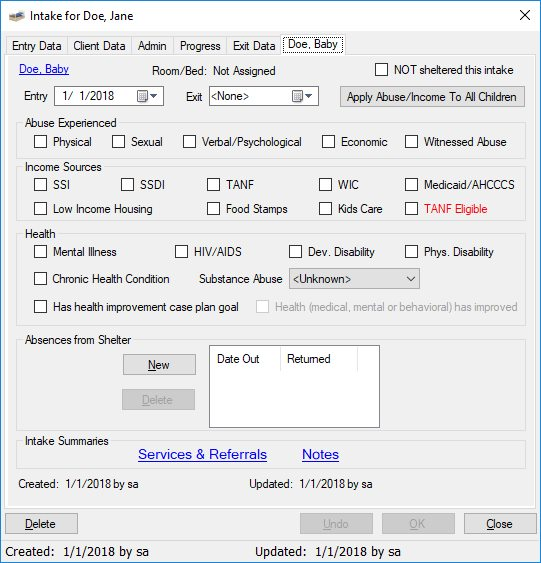 Intake for Doe, Jane
Entry Data Client Data Admin Progress Exit Data Doe, Baby
Doe, Baby Room/Bed: Not Assigned NOT sheltered this intake
Entry 1/ 1/2018 Exit <None> Apply Abuse/Income To All Children
Abuse Experienced
Physical Sexual Verbal/Psychological Economic Witnessed Abuse
Income Sources
SSI SSDI TANF WIC Medicaid/AHCCCS
Low Income Housing Food Stamps Kids Care TANF Eligible
Health
Mental Illness HIV/AIDS Dev. Disability Phys. Disability
Chronic Health Condition Substance Abuse <Unknown>
Has health improvement case plan goal Health (medical, mental or behavioral) has improved
Absences from Shelter
New Date Out Returned
Delete
Intake Summaries
Services & Referrals Notes
Created: 1/1/2018 by sa Updated: 1/1/2018 by sa
Delete Undo OK Close
Created: 1/1/2018 by sa Updated: 1/1/2018 by sa